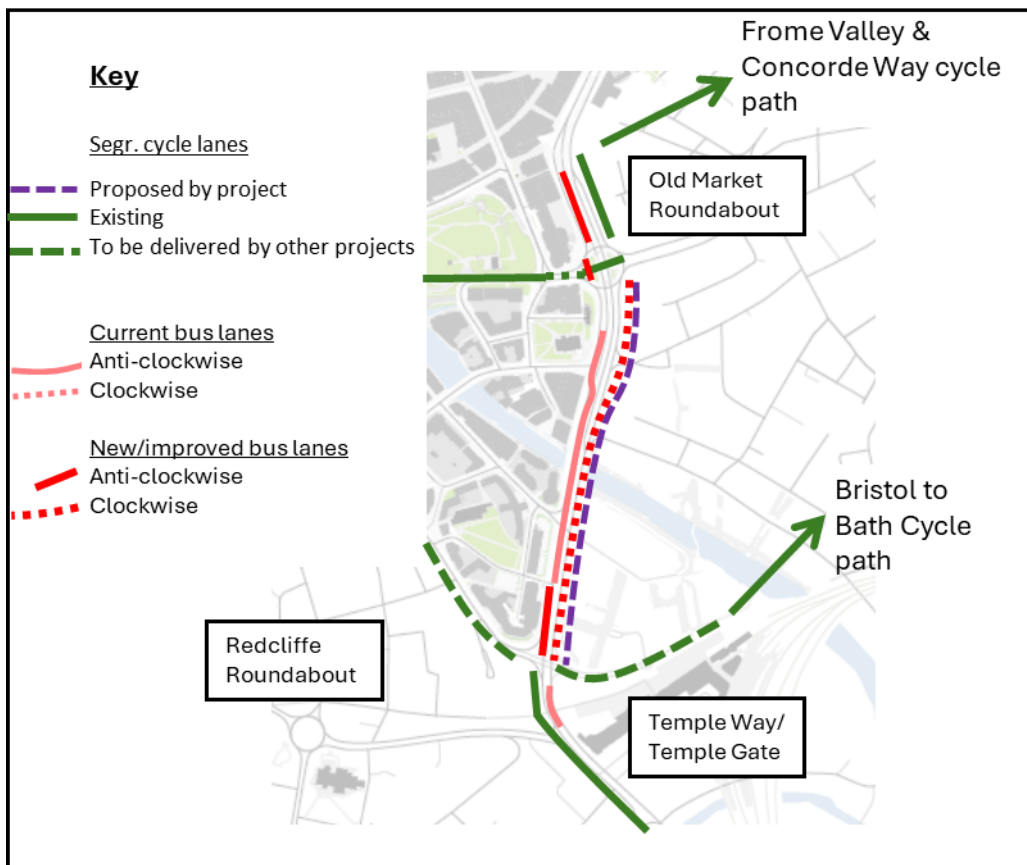 Key
Segr. cycle lanes
Proposed by project
Existing
To be delivered by other projects
Current bus lanes
Anti-clockwise
Clockwise
New/improved bus lanes
Anti-clockwise
Clockwise
Frome Valley &
Concorde Way cycle
path
Old Market
Roundabout
Bristol to
Bath Cycle
path
Redcliffe
Roundabout
Temple Way/
Temple Gate